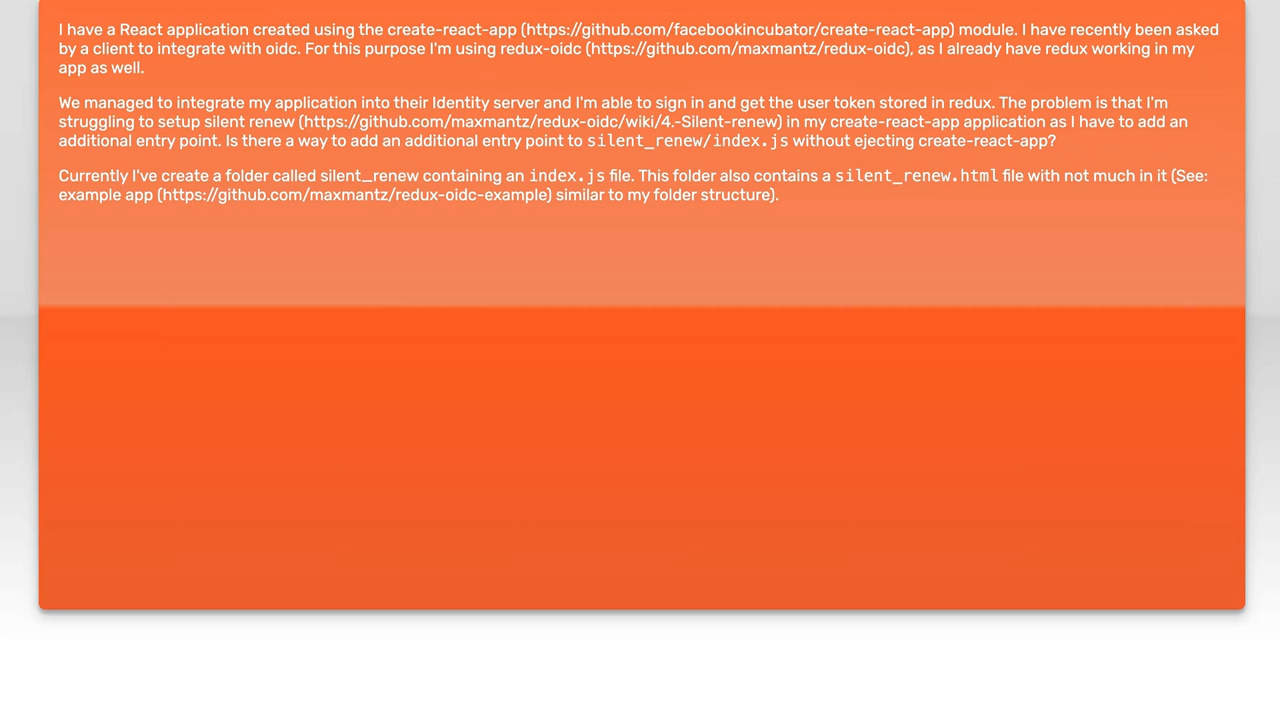 I have a React application created using the create-react-app (https://github.com/facebookincubator/create-react-app) module. I have recently been asked
by a client to integrate with oidc. For this purpose I'm using redux-oidc (https://github.com/maxmantz/redux-oidc), as I already have redux working in my
app as well.
We managed to integrate my application into their Identity server and I'm able to sign in and get the user token stored in redux. The problem is that I'm
struggling to setup silent renew (https://github.com/maxmantz/redux-oidc/wiki/4.-Silent-renew) in my create-react-app application as I have to add an
additional entry point. Is there a way to add an additional entry point to silent_renew/index.js without ejecting create-react-app?
Currently I've create a folder called silent_renew containing an index.js file. This folder also contains a silent_renew.html file with not much in it (See:
example app (https://github.com/maxmantz/redux-oidc-example) similar to my folder structure).